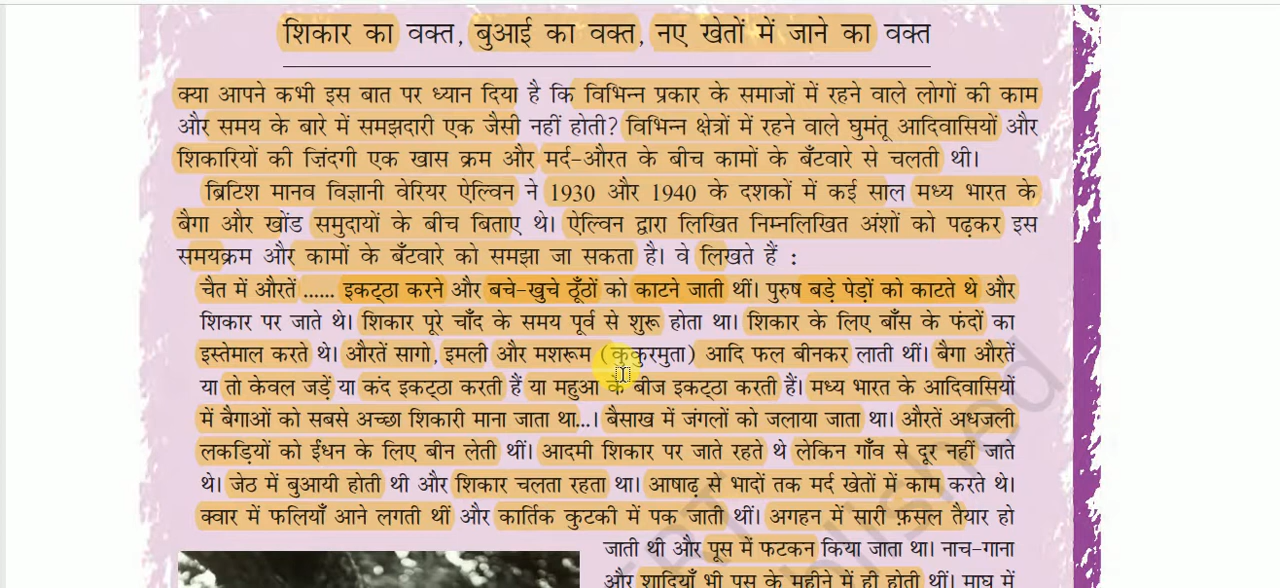 शिकार का वक्त, बुआई का वक्त, नए खेतों में जाने का वक्त
क्या आपने कभी इस बात पर ध्यान दिया है कि विभिन्न प्रकार के समाजों में रहने वाले लोगों की काम
और समय के बारे में समझदारी एक जैसी नहीं होती? विभिन्न क्षेत्रों में रहने वाले घुमंतू आदिवासियों और
शिकारियों की ज़िंदगी एक खास क्रम और मर्द-औरत के बीच कामों के बँटवारे से चलती थी।
ब्रिटिश मानव विज्ञानी वेरियर ऐल्विन ने 1930 और 1940 के दशकों में कई साल मध्य भारत के
बैगा और खोंड समुदायों के बीच बिताए थे। ऐल्विन द्वारा लिखित निम्नलिखित अंशों को पढ़कर इस
समयक्रम और कामों के बँटवारे को समझा जा सकता है। वे लिखते हैं :
चैत में औरतें ...... इकट्ठा करने और बचे-खुचे ठूँठों को काटने जाती थीं। पुरुष बड़े पेड़ों को काटते थे और
शिकार पर जाते थे। शिकार पूरे चाँद के समय पूर्व से शुरू होता था। शिकार के लिए बाँस के फंदों का
इस्तेमाल करते थे। औरतें सागो, इमली और मशरूम (कुकुरमुता) आदि फल बीनकर लाती थीं। बैगा औरतें
या तो केवल जड़ें या कंद इकट्ठा करती हैं या महुआ के बीज इकट्ठा करती हैं। मध्य भारत के आदिवासियों
में बैगाओं को सबसे अच्छा शिकारी माना जाता था...। बैसाख में जंगलों को जलाया जाता था। औरतें अधजली
लकड़ियों को ईंधन के लिए बीन लेती थीं। आदमी शिकार पर जाते रहते थे लेकिन गाँव से दूर नहीं जाते
थे। जेठ में बुआयी होती थी और शिकार चलता रहता था। आषाढ़ से भादों तक मर्द खेतों में काम करते थे।
क्वार में फलियाँ आने लगती थीं और कार्तिक कुटकी में पक जाती थीं। अगहन में सारी फ़सल तैयार हो
जाती थी और पूस में फटकन किया जाता था। नाच-गाना
और शादियाँ भी पूस के महीने में ही होती थीं। माघ में